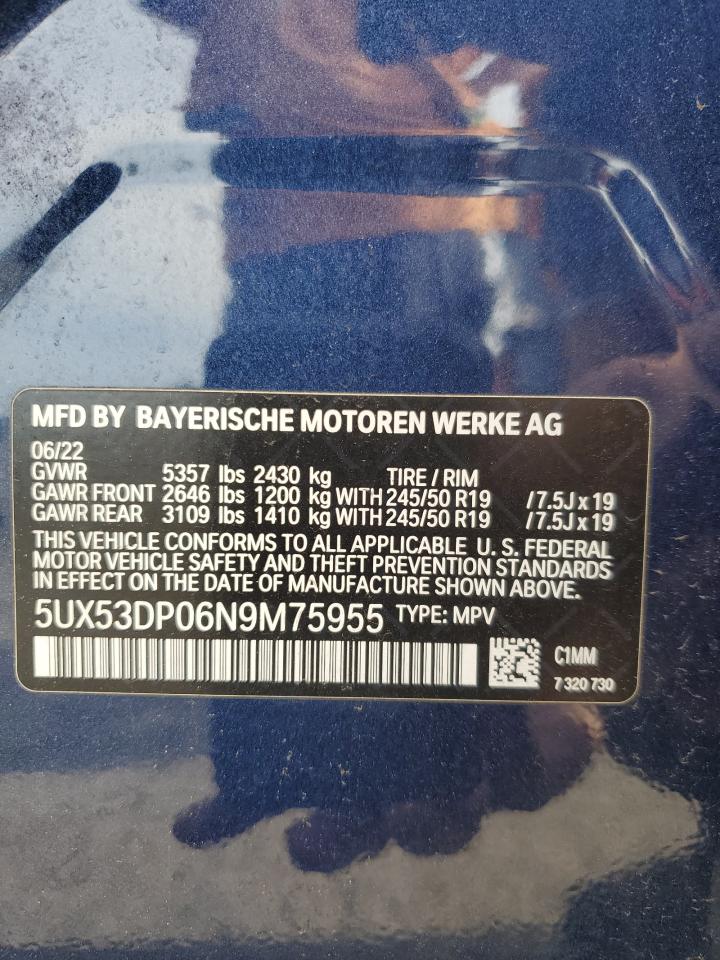 MFD BY BAYERISCHE MOTOREN WERKE AG
06/22
GVWR 5357 lbs 2430 kg TIRE / RIM
GAWR FRONT 2646 lbs 1200 kg WITH 245/50 R19 / 7.5J x 19
GAWR REAR 3109 lbs 1410 kg WITH 245/50 R19 / 7.5J x 19
THIS VEHICLE CONFORMS TO ALL APPLICABLE U. S. FEDERAL
MOTOR VEHICLE SAFETY AND THEFT PREVENTION STANDARDS
IN EFFECT ON THE DATE OF MANUFACTURE SHOWN ABOVE.
5UX53DP06N9M75955 TYPE: MPV
C1MM
7 320 730